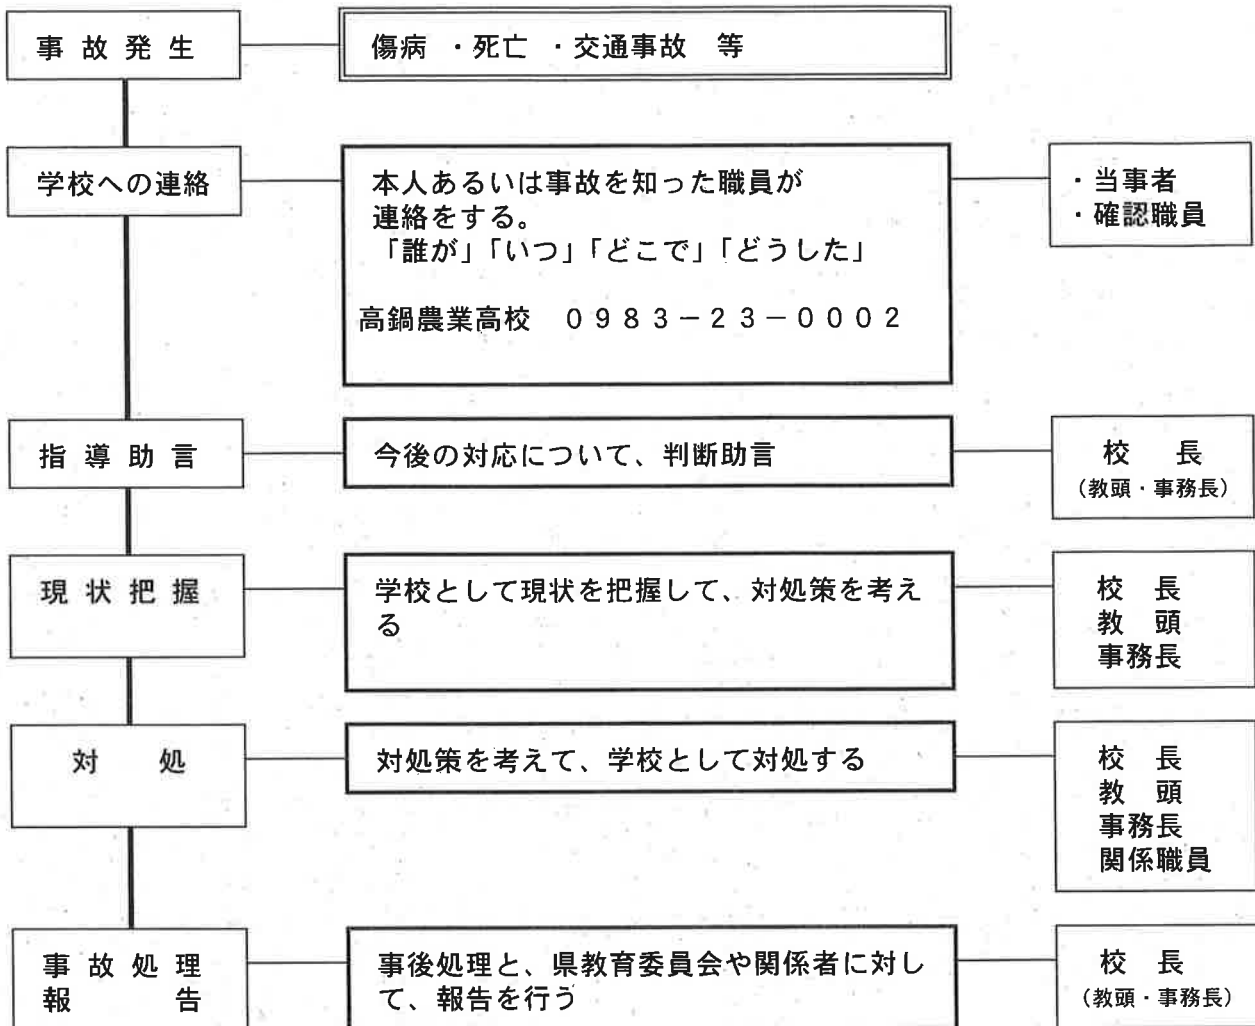 事故発生
傷病 ・死亡 ・交通事故 等
学校への連絡
本人あるいは事故を知った職員が
連絡をする。
「誰が」「いつ」「どこで」「どうした」
高鍋農業高校 ０９８３－２３－０００２
・当事者
・確認職員
指導助言
今後の対応について、判断助言
校 長
（教頭・事務長）
現状把握
学校として現状を把握して、対処策を考え
る
校 長
教 頭
事務長
対 処
対処策を考えて、学校として対処する
校 長
教 頭
事務長
関係職員
事故処理
報 告
事後処理と、県教育委員会や関係者に対し
て、報告を行う
校 長
（教頭・事務長）